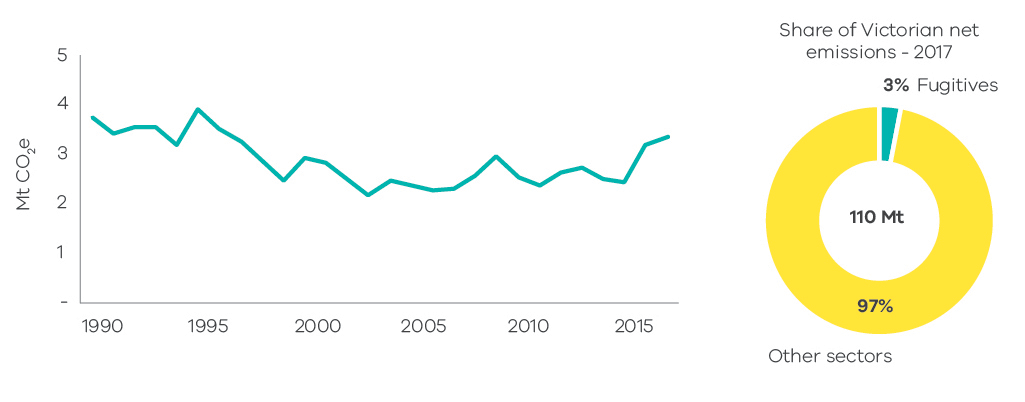 5
4
3
2
1
-
Mt CO₂e
1990 1995 2000 2005 2010 2015
Share of Victorian net
emissions - 2017
3% Fugitives
110 Mt
97%
Other sectors